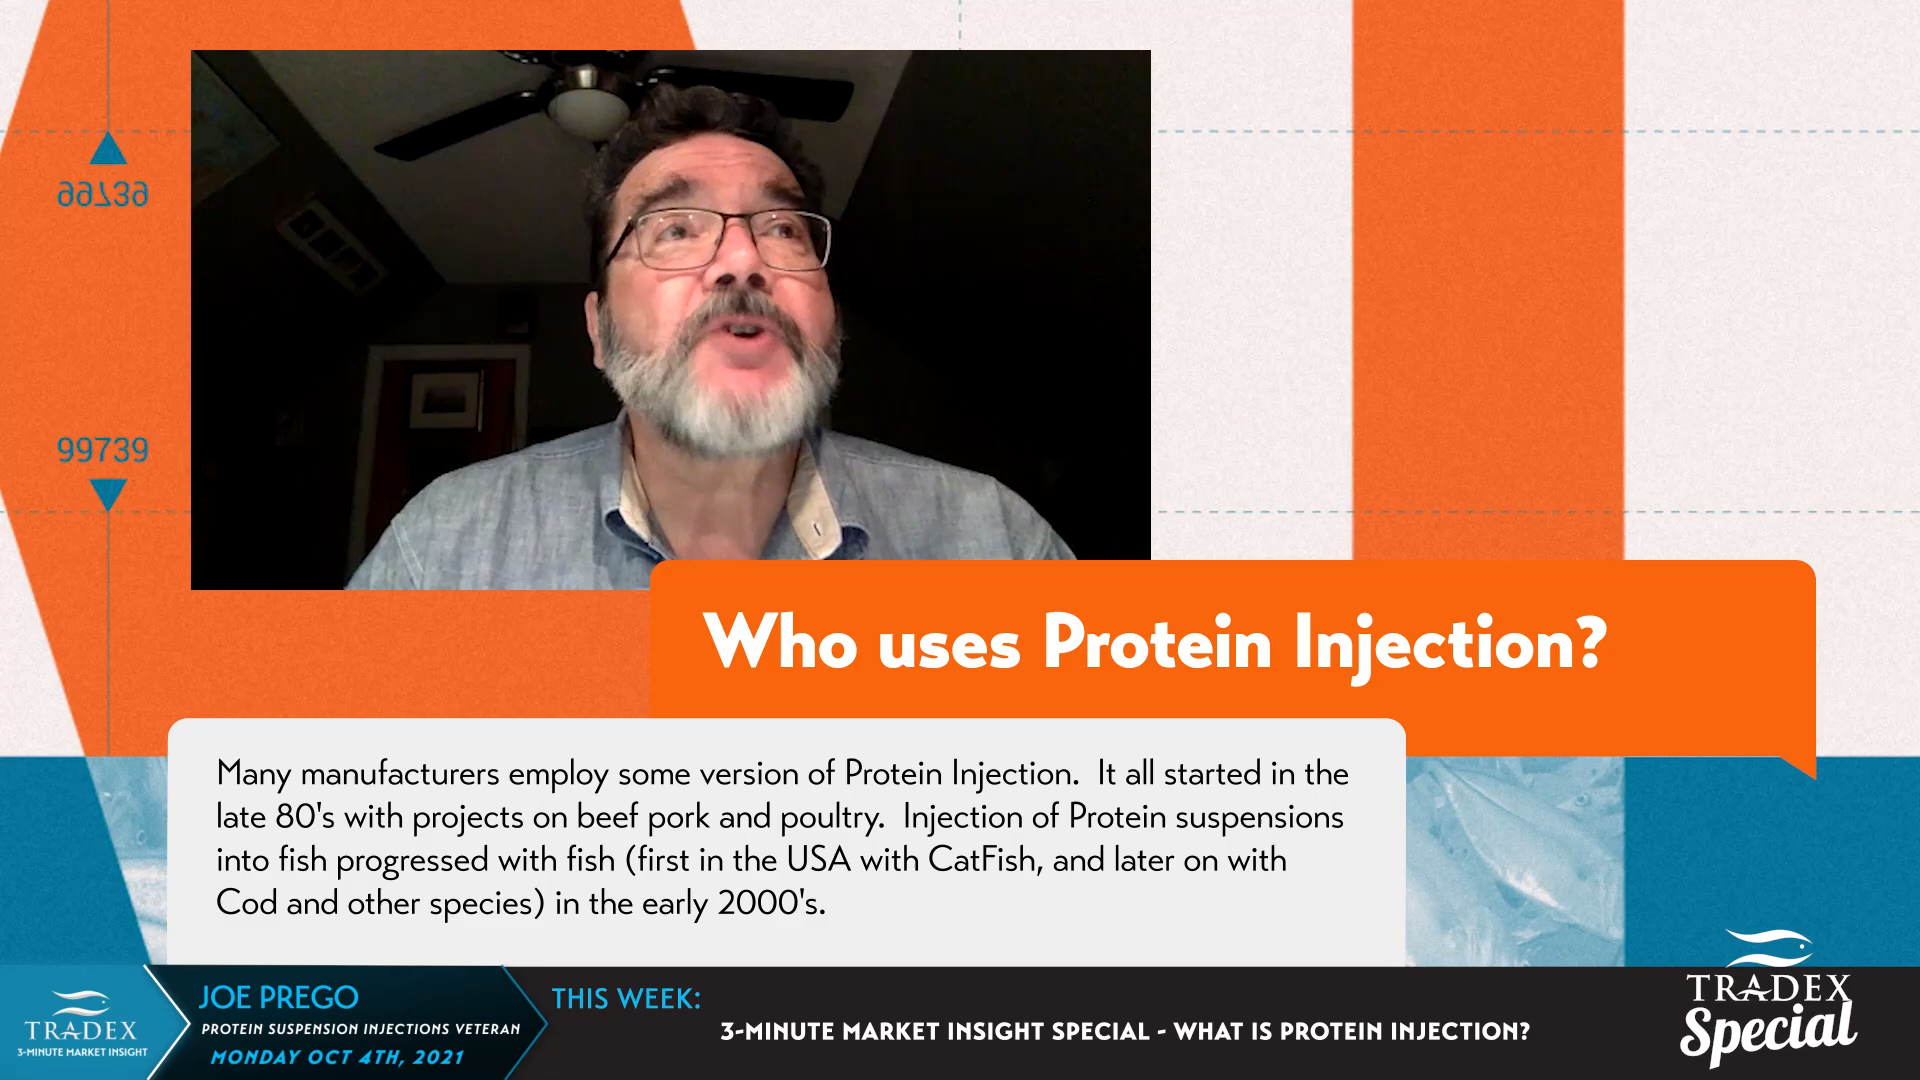 99739
99739
Who uses Protein Injection?
Many manufacturers employ some version of Protein Injection. It all started in the
late 80's with projects on beef pork and poultry. Injection of Protein suspensions
into fish progressed with fish (first in the USA with CatFish, and later on with
Cod and other species) in the early 2000's.
TRADEX
3-MINUTE MARKET INSIGHT
JOE PREGO
PROTEIN SUSPENSION INJECTIONS VETERAN
MONDAY OCT 4TH, 2021
THIS WEEK:
3-MINUTE MARKET INSIGHT SPECIAL - WHAT IS PROTEIN INJECTION?
TRADEX
Special